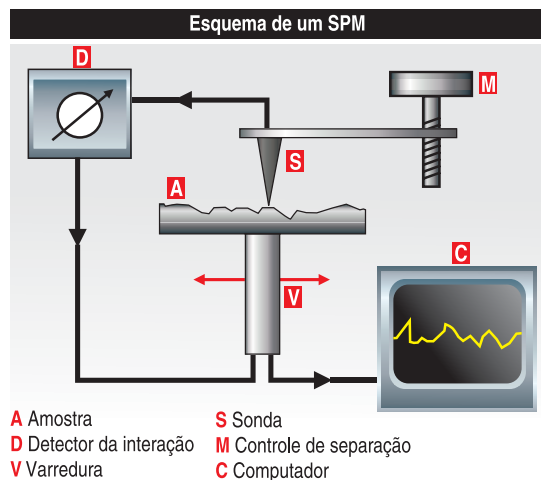 Esquema de um SPM
D
M
S
A
C
V
A Amostra
S Sonda
D Detector da interação
M Controle de separação
V Varredura
C Computador